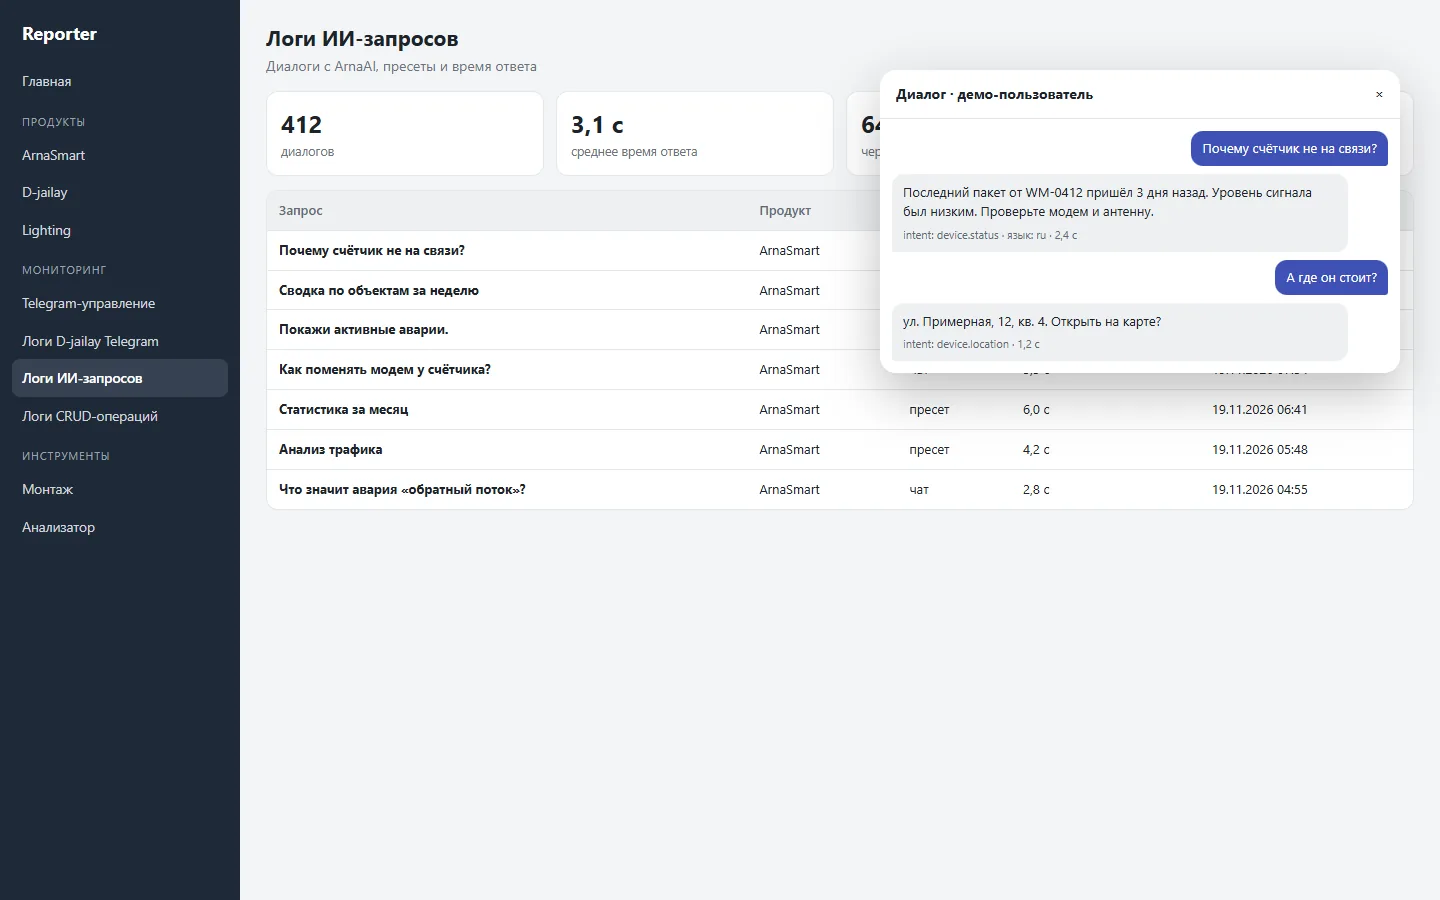 Reporter
Главная
ПРОДУКТЫ
ArnaSmart
D-jailay
Lighting
МОНИТОРИНГ
Telegram-управление
Логи D-jailay Telegram
Логи ИИ-запросов
Логи CRUD-операций
ИНСТРУМЕНТЫ
Монтаж
Анализатор
Логи ИИ-запросов
Диалоги с ArnaAI, пресеты и время ответа
412
диалогов
3,1 с
среднее время ответа
Запрос Продукт
Почему счётчик не на связи? ArnaSmart
Сводка по объектам за неделю ArnaSmart
Покажи активные аварии. ArnaSmart
Как поменять модем у счётчика? ArnaSmart
Статистика за месяц ArnaSmart пресет 6,0 с 19.11.2026 06:41
Анализ трафика ArnaSmart пресет 4,2 с 19.11.2026 05:48
Что значит авария «обратный поток»? ArnaSmart чат 2,8 с 19.11.2026 04:55
Диалог · демо-пользователь ×
Почему счётчик не на связи?
Последний пакет от WM-0412 пришёл 3 дня назад. Уровень сигнала
был низким. Проверьте модем и антенну.
intent: device.status · язык: ru · 2,4 с
А где он стоит?
ул. Примерная, 12, кв. 4. Открыть на карте?
intent: device.location · 1,2 с